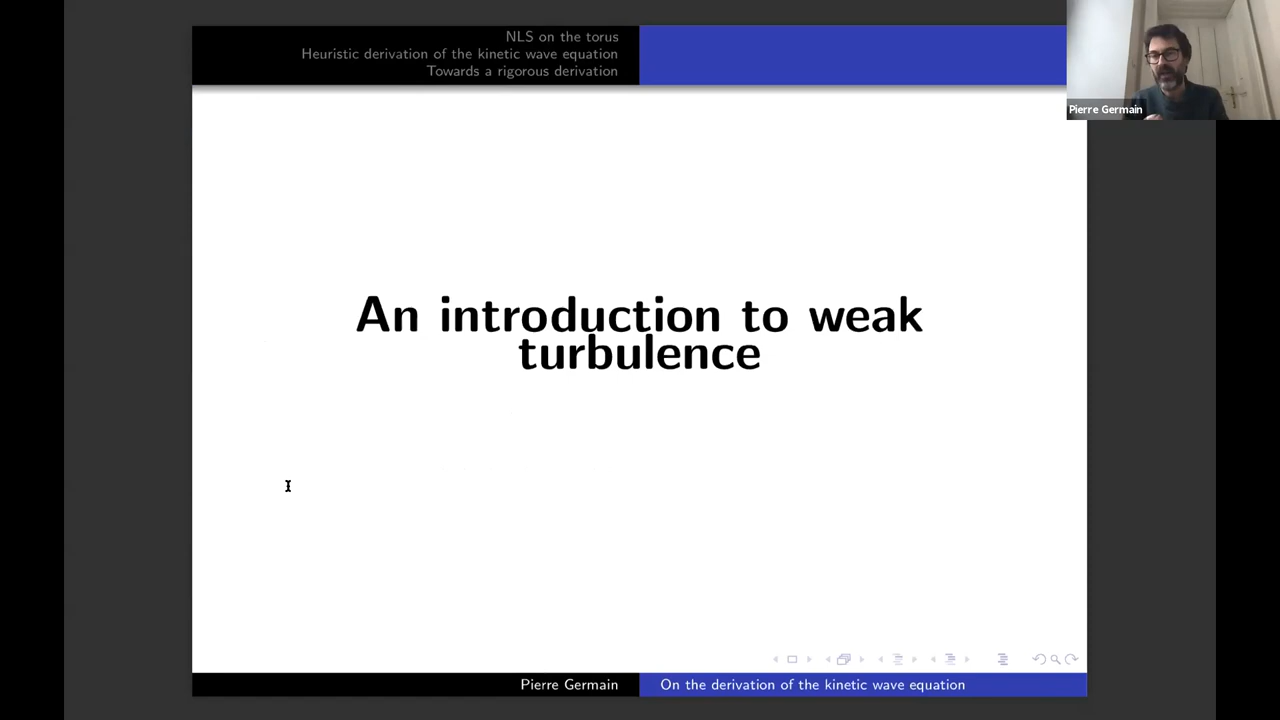 NLS on the torus
Heuristic derivation of the kinetic wave equation
Towards a rigorous derivation
Pierre Germain
An introduction to weak
turbulence
Pierre Germain
On the derivation of the kinetic wave equation